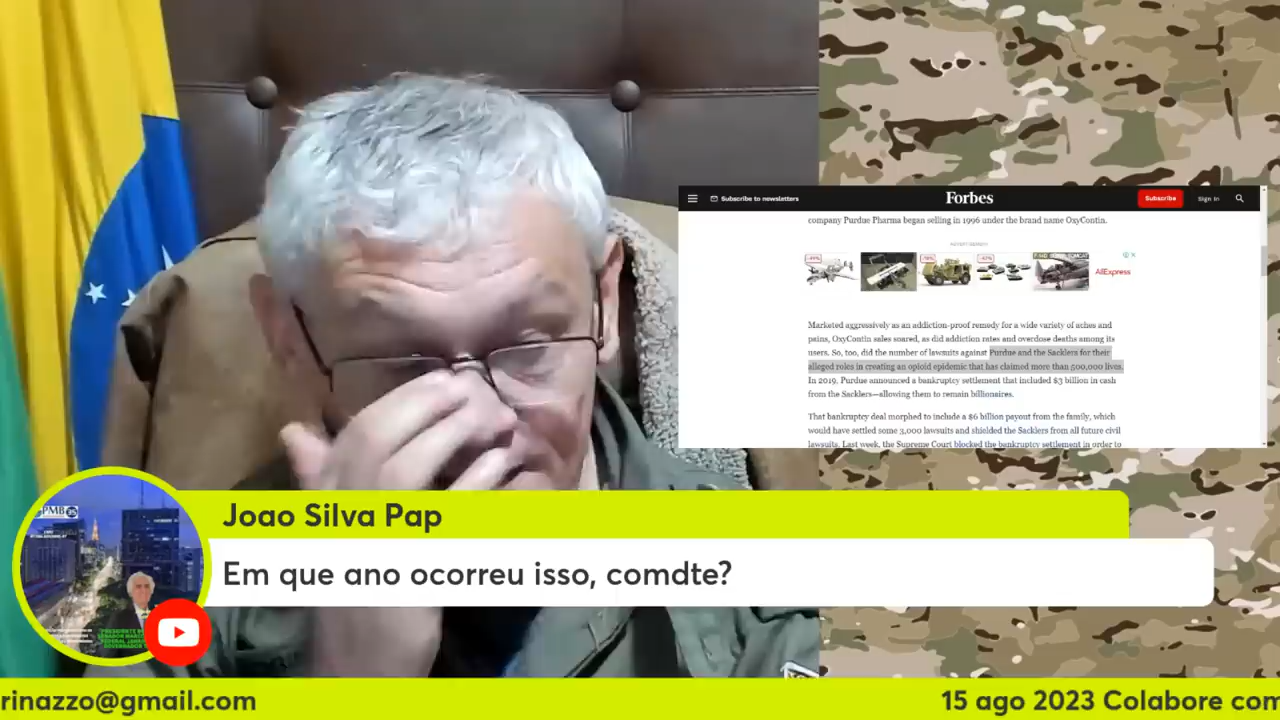 Forbes
Subscribe to newsletters
Subscribe
Sign In
company Purdue Pharma began selling in 1996 under the brand name OxyContin.
ADVERTISEMENT
AliExpress
Marketed aggressively as an addiction-proof remedy for a wide variety of aches and
pains, OxyContin sales soared, as did addiction rates and overdose deaths among its
users. So, too, did the number of lawsuits against Purdue and the Sacklers for their
alleged roles in creating an opioid epidemic that has claimed more than 500,000 lives.
In 2019, Purdue announced a bankruptcy settlement that included $3 billion in cash
from the Sacklers—allowing them to remain billionaires.
That bankruptcy deal morphed to include a $6 billion payout from the family, which
would have settled some 3,000 lawsuits and shielded the Sacklers from all future civil
lawsuits. Last week, the Supreme Court blocked the bankruptcy settlement in order to
PMB
35
Joao Silva Pap
Em que ano ocorreu isso, comdte?
rinazzo@gmail.com
15 ago 2023 Colabore com